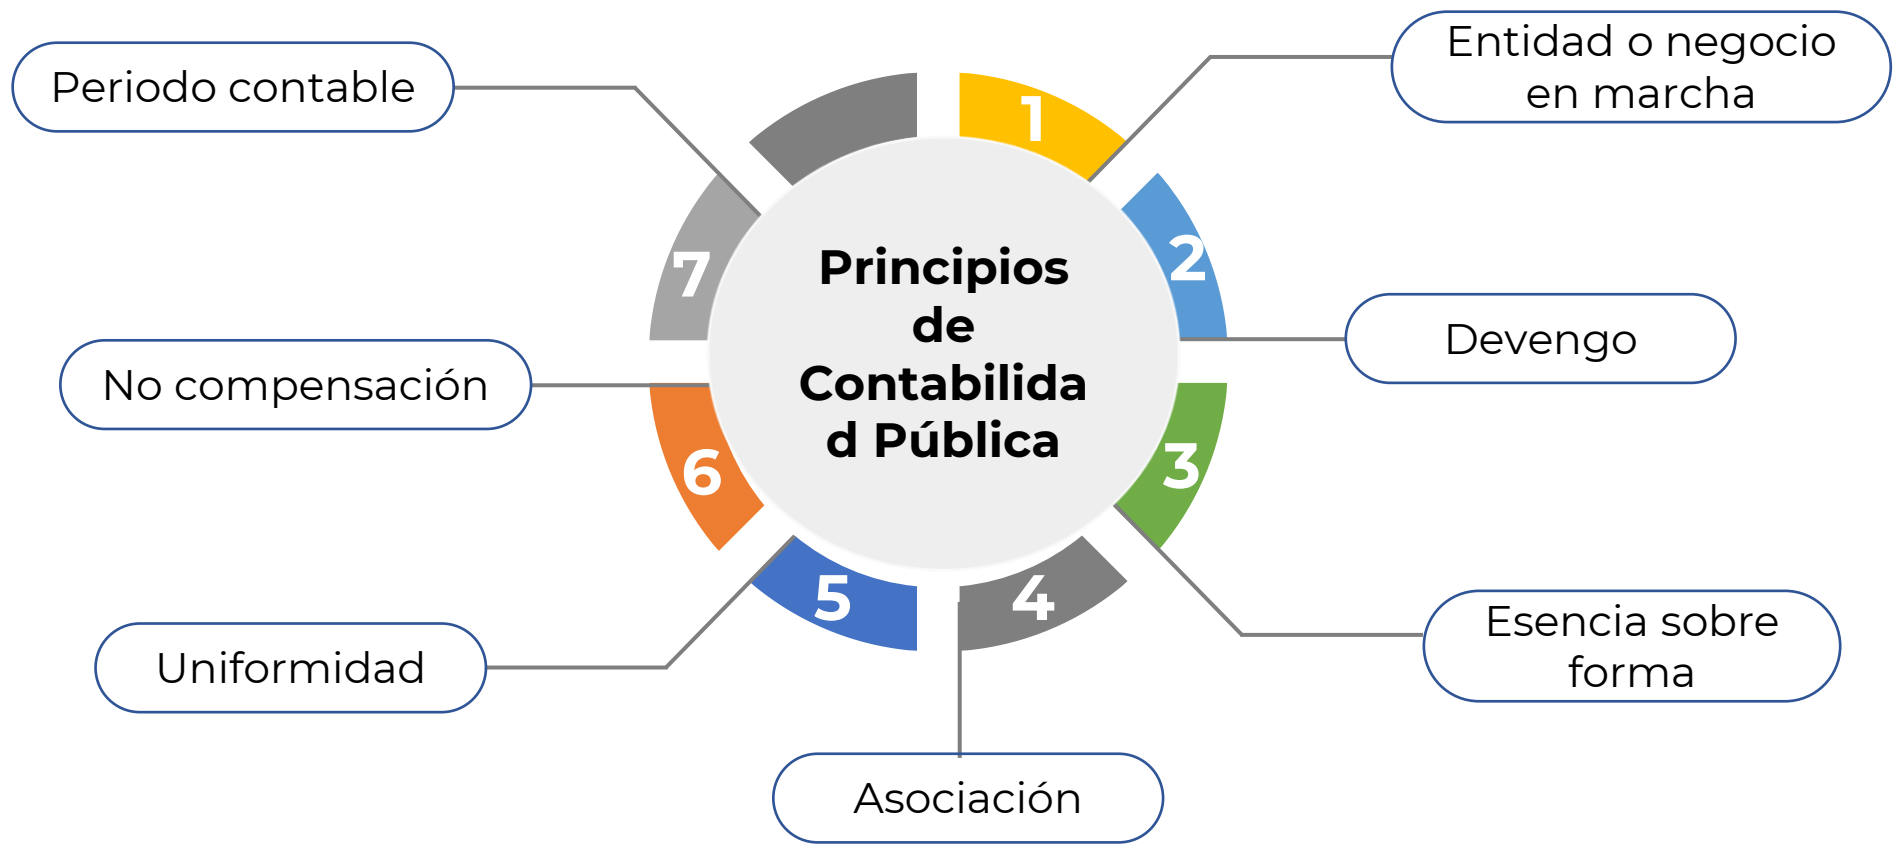 Principios
de
Contabilida
d Pública
1
Entidad o negocio
en marcha
2
Devengo
3
Esencia sobre
forma
4
Asociación
5
Uniformidad
6
No compensación
7
Periodo contable